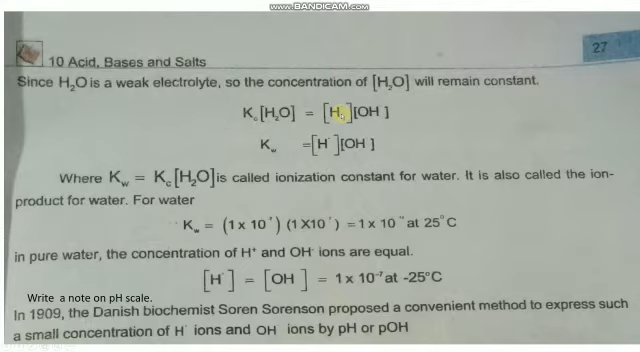 www.BANDICAM.com
27
10 Acid, Bases and Salts
Since H₂O is a weak electrolyte, so the concentration of [H₂O] will remain constant.
K꜀[H₂O] = [H][OH]
Kw =[H][OH]
Where Kw = K꜀[H₂O] is called ionization constant for water. It is also called the ion-
product for water. For water
Kw = (1 x 10) (1 X10) = 1 x 10 at 25°C
in pure water, the concentration of H⁺ and OH⁻ ions are equal.
[H] = [OH] = 1 x 10⁻⁷ at -25°C
Write a note on pH scale.
In 1909, the Danish biochemist Soren Sorenson proposed a convenient method to express such
a small concentration of H ions and OH ions by pH or pOH